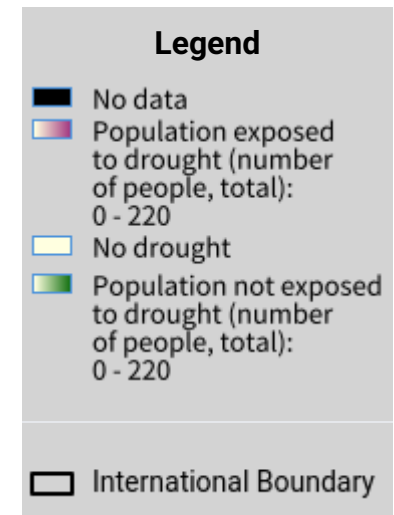 Legend
No data
Population exposed
to drought (number
of people, total):
0 - 220
No drought
Population not exposed
to drought (number
of people, total):
0 - 220
International Boundary